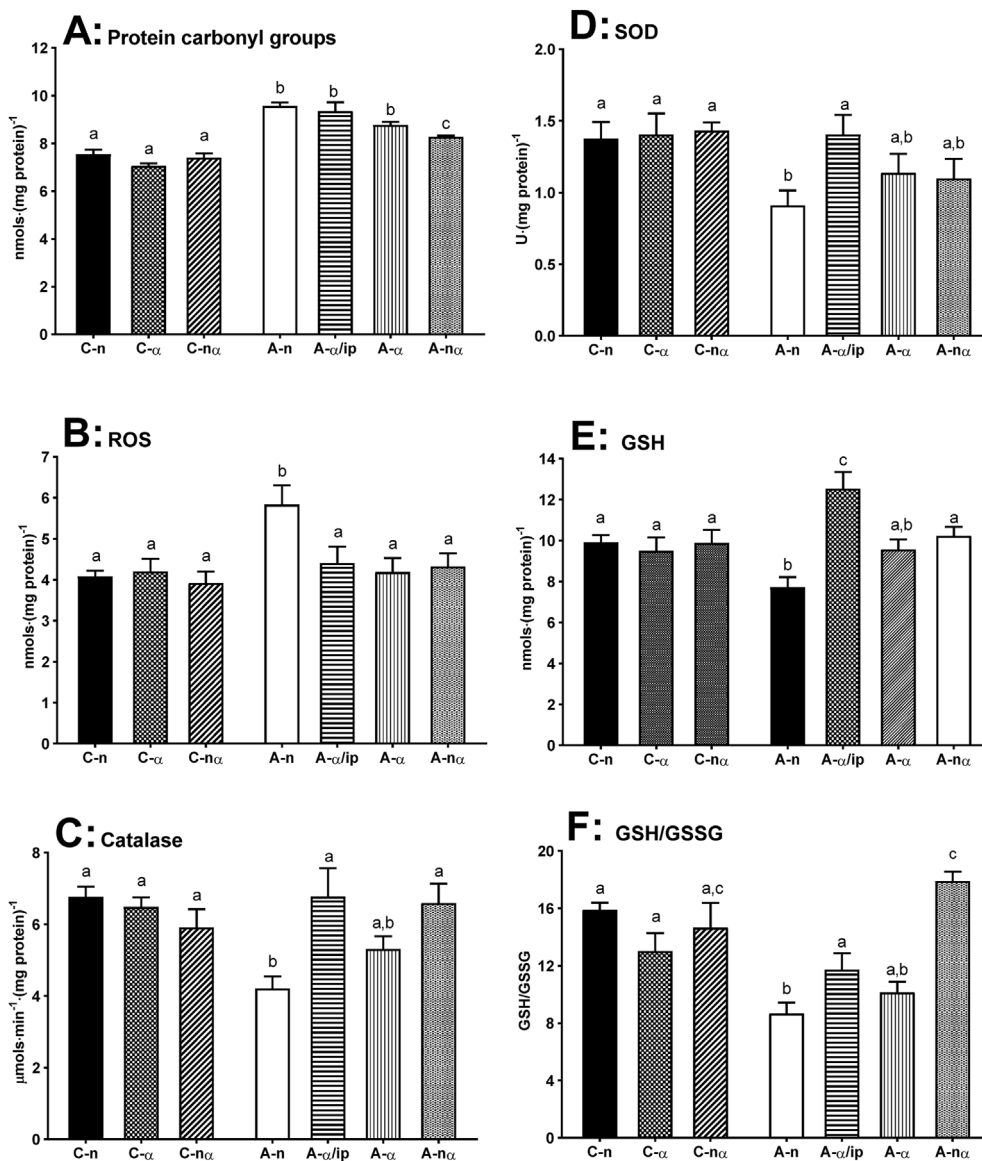 A: Protein carbonyl groups
12
10
8
6
4
2
0
nmols·(mg protein)⁻¹
a
a
a
b
b
b
c
C-n
C-α
C-nα
A-n
A-α/ip
A-α
A-nα
D: SOD
2.0
1.5
1.0
0.5
0.0
U·(mg protein)⁻¹
a
a
a
b
a
a,b
a,b
C-n
C-α
C-nα
A-n
A-α/ip
A-α
A-nα
B: ROS
7
6
5
4
3
2
1
0
nmols·(mg protein)⁻¹
a
a
a
b
a
a
a
C-n
C-α
C-nα
A-n
A-α/ip
A-α
A-nα
E: GSH
14
12
10
8
6
4
2
0
nmols·(mg protein)⁻¹
a
a
a
b
c
a,b
a
C-n
C-α
C-nα
A-n
A-α/ip
A-α
A-nα
C: Catalase
8
6
4
2
0
μmols·min⁻¹·(mg protein)⁻¹
a
a
a
b
a
a,b
a
C-n
C-α
C-nα
A-n
A-α/ip
A-α
A-nα
F: GSH/GSSG
20
16
12
8
4
0
GSH/GSSG
a
a
a,c
b
a
a,b
c
C-n
C-α
C-nα
A-n
A-α/ip
A-α
A-nα